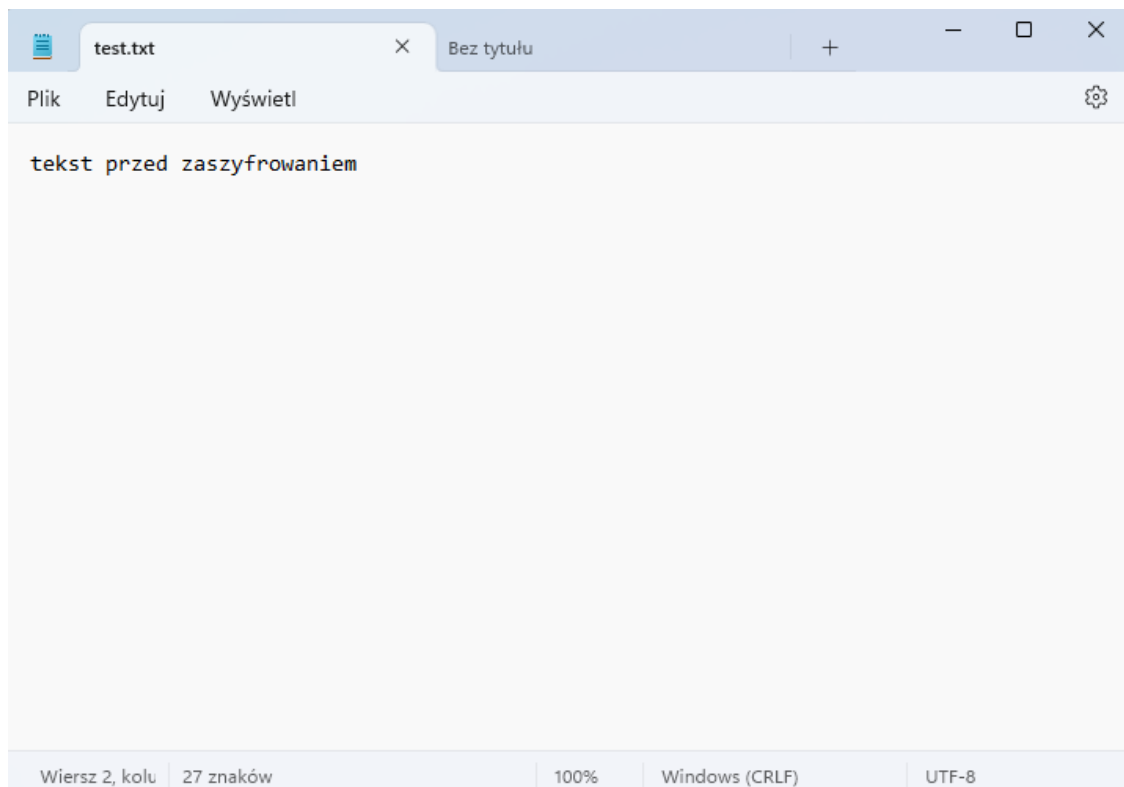 test.txt
Bez tytułu
Plik Edytuj Wyświetl
tekst przed zaszyfrowaniem
Wiersz 2, kolu 27 znaków 100% Windows (CRLF) UTF-8